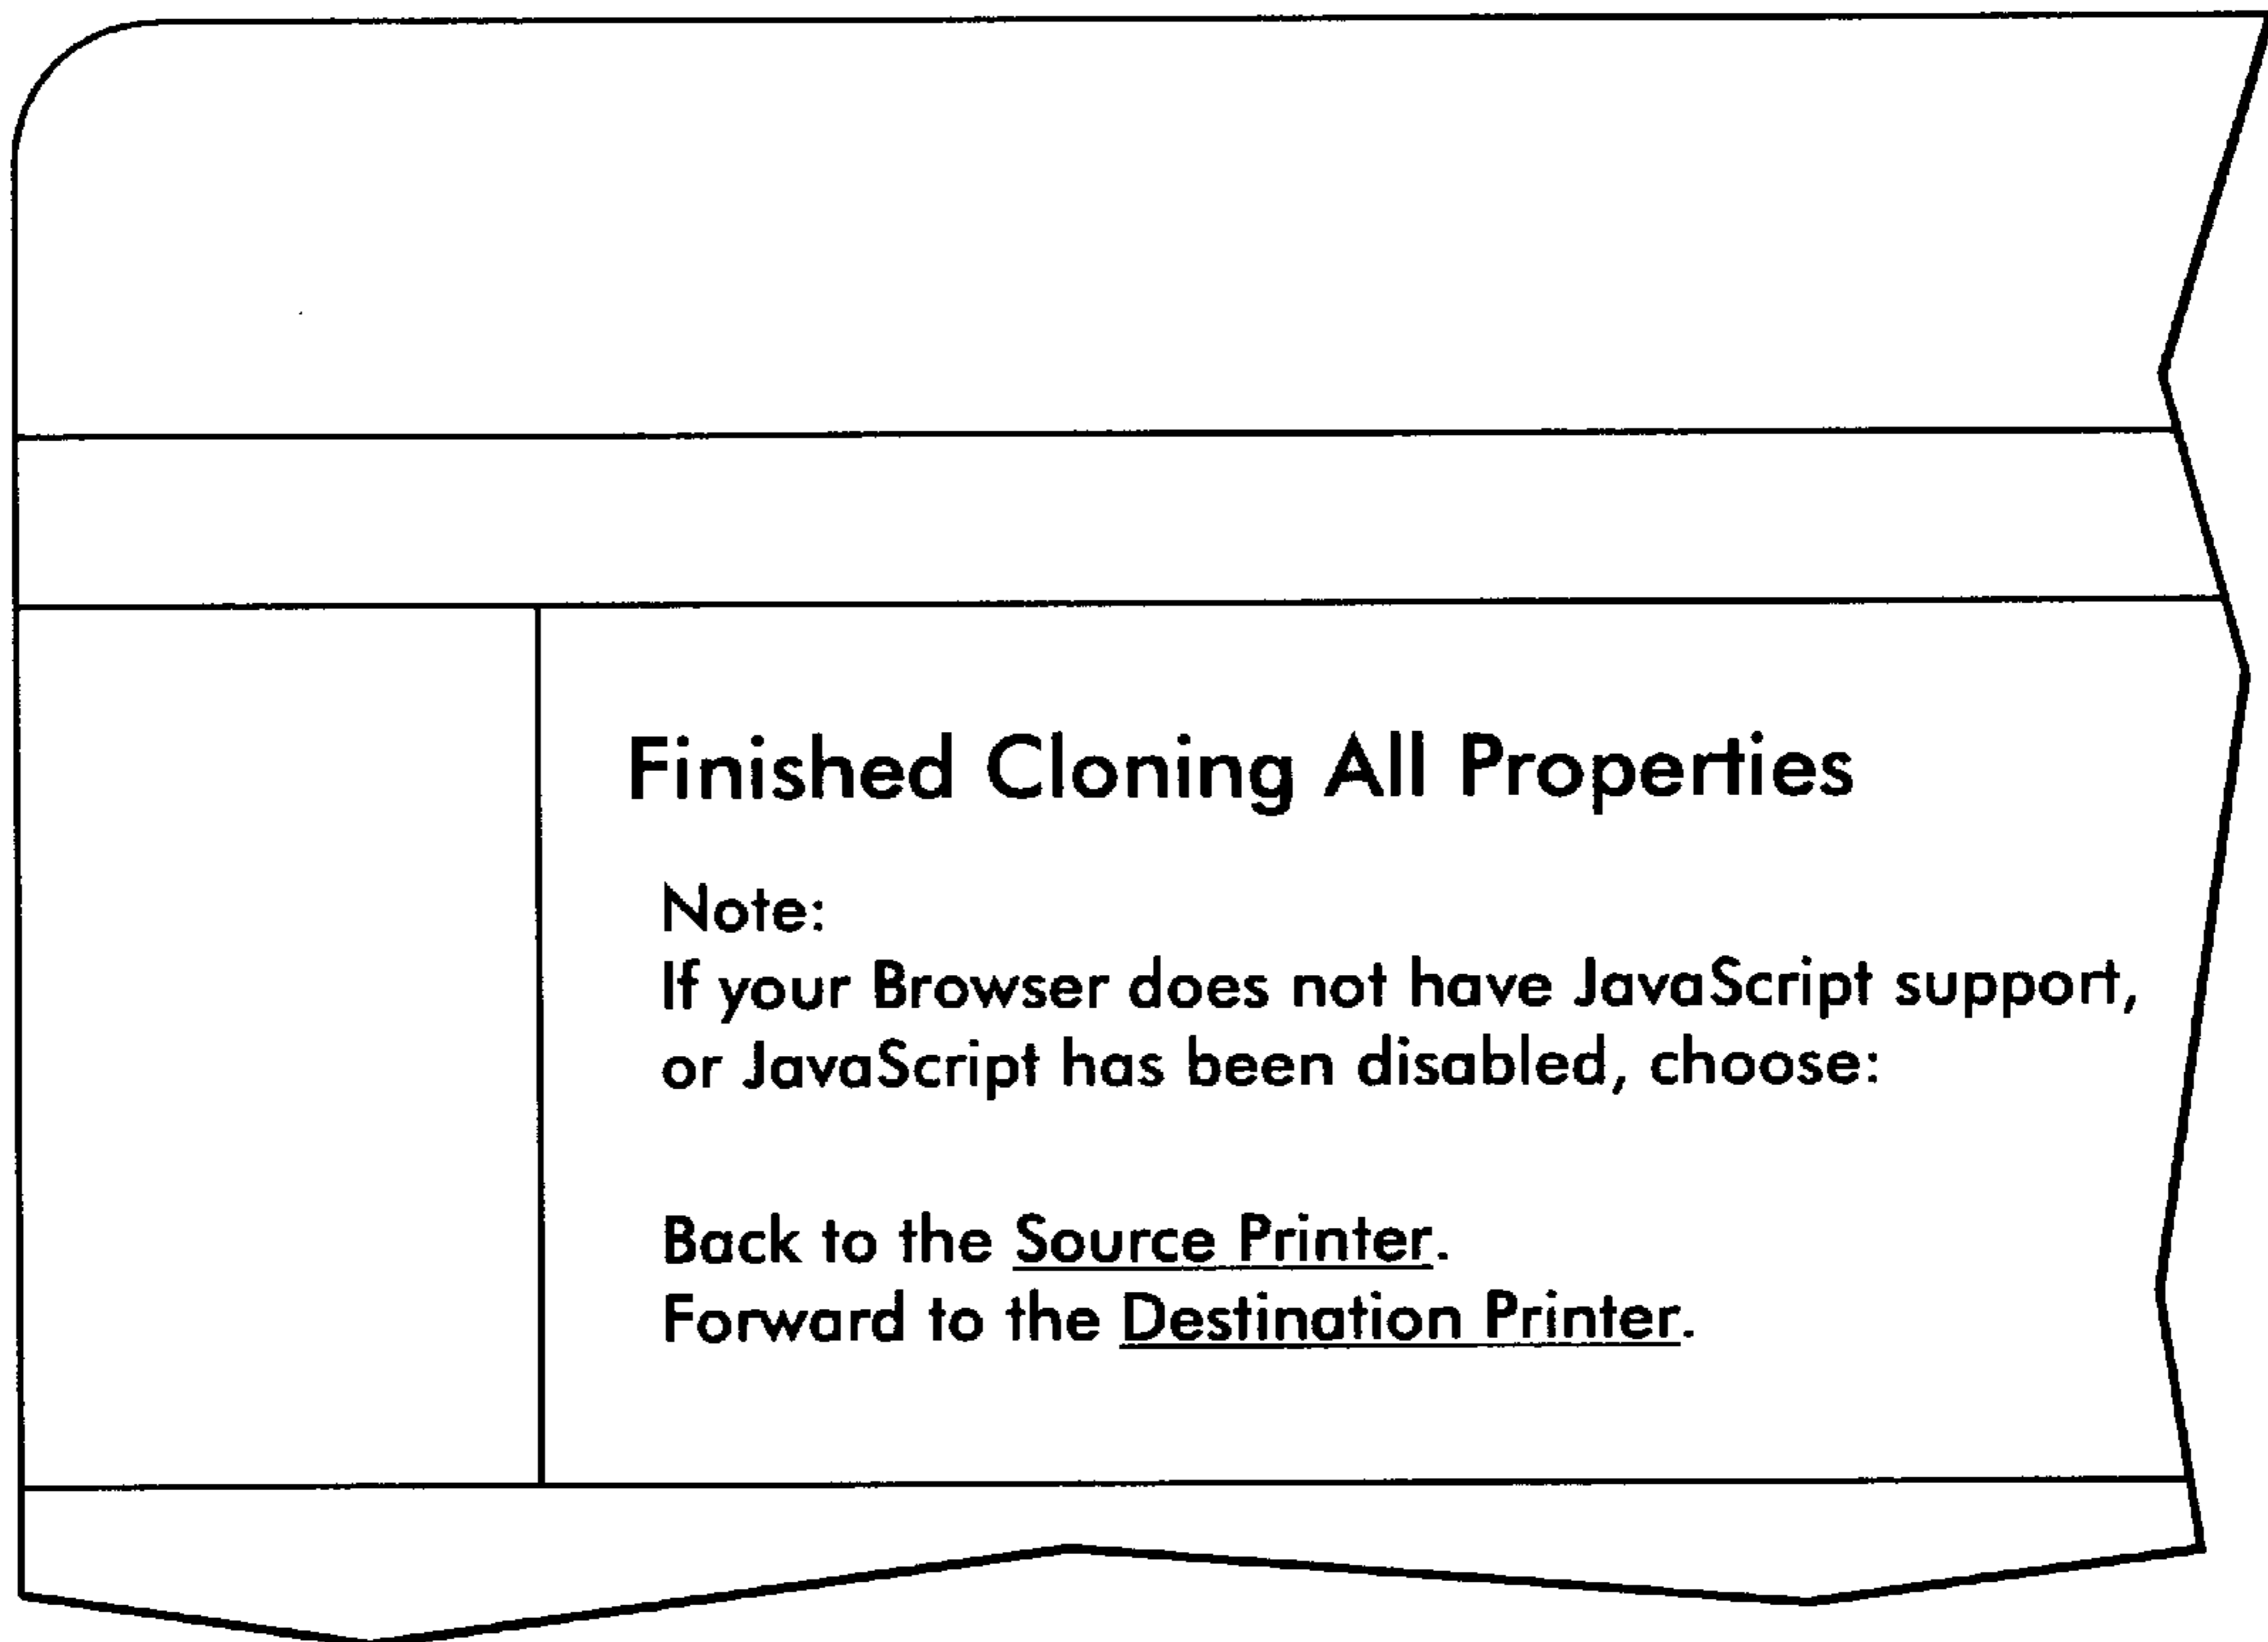 Finished Cloning All Properties
Note:
If your Browser does not have JavaScript support,
or JavaScript has been disabled, choose:
Back to the Source Printer.
Forward to the Destination Printer.